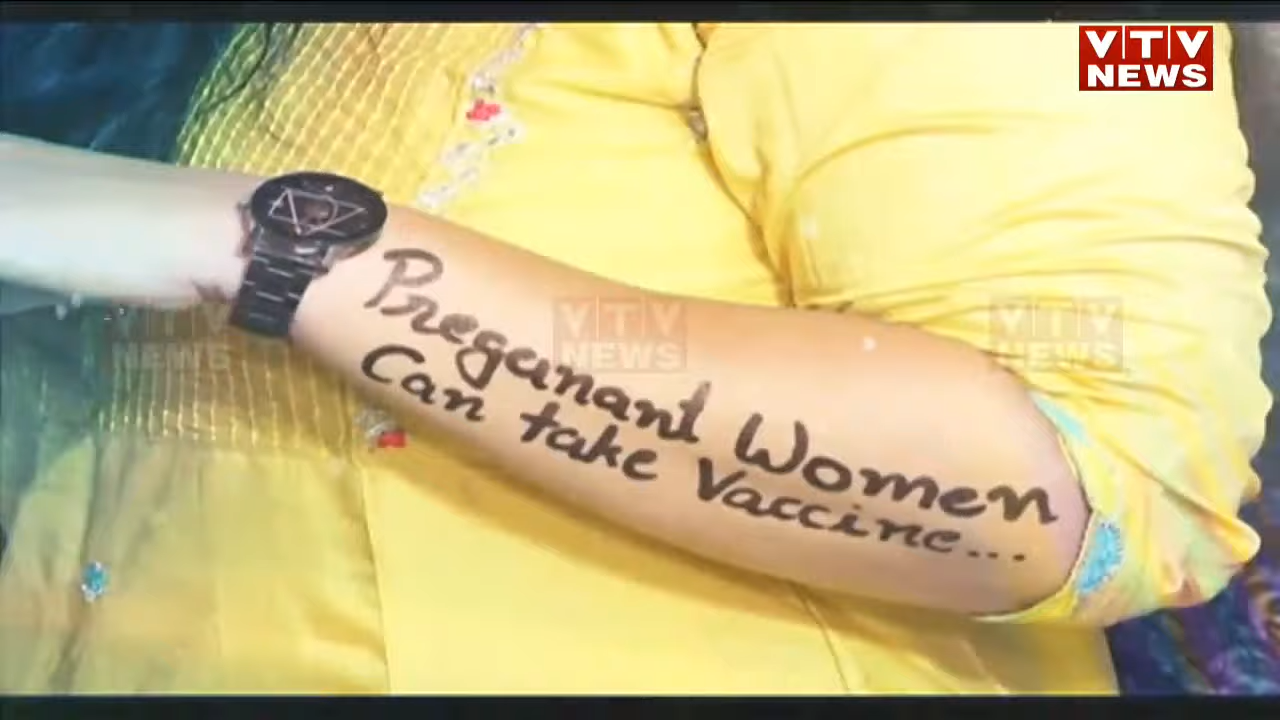 VTV
NEWS
Preganant Women
Can take Vaccine...
VTV NEWS
VTV NEWS
VTV NEWS